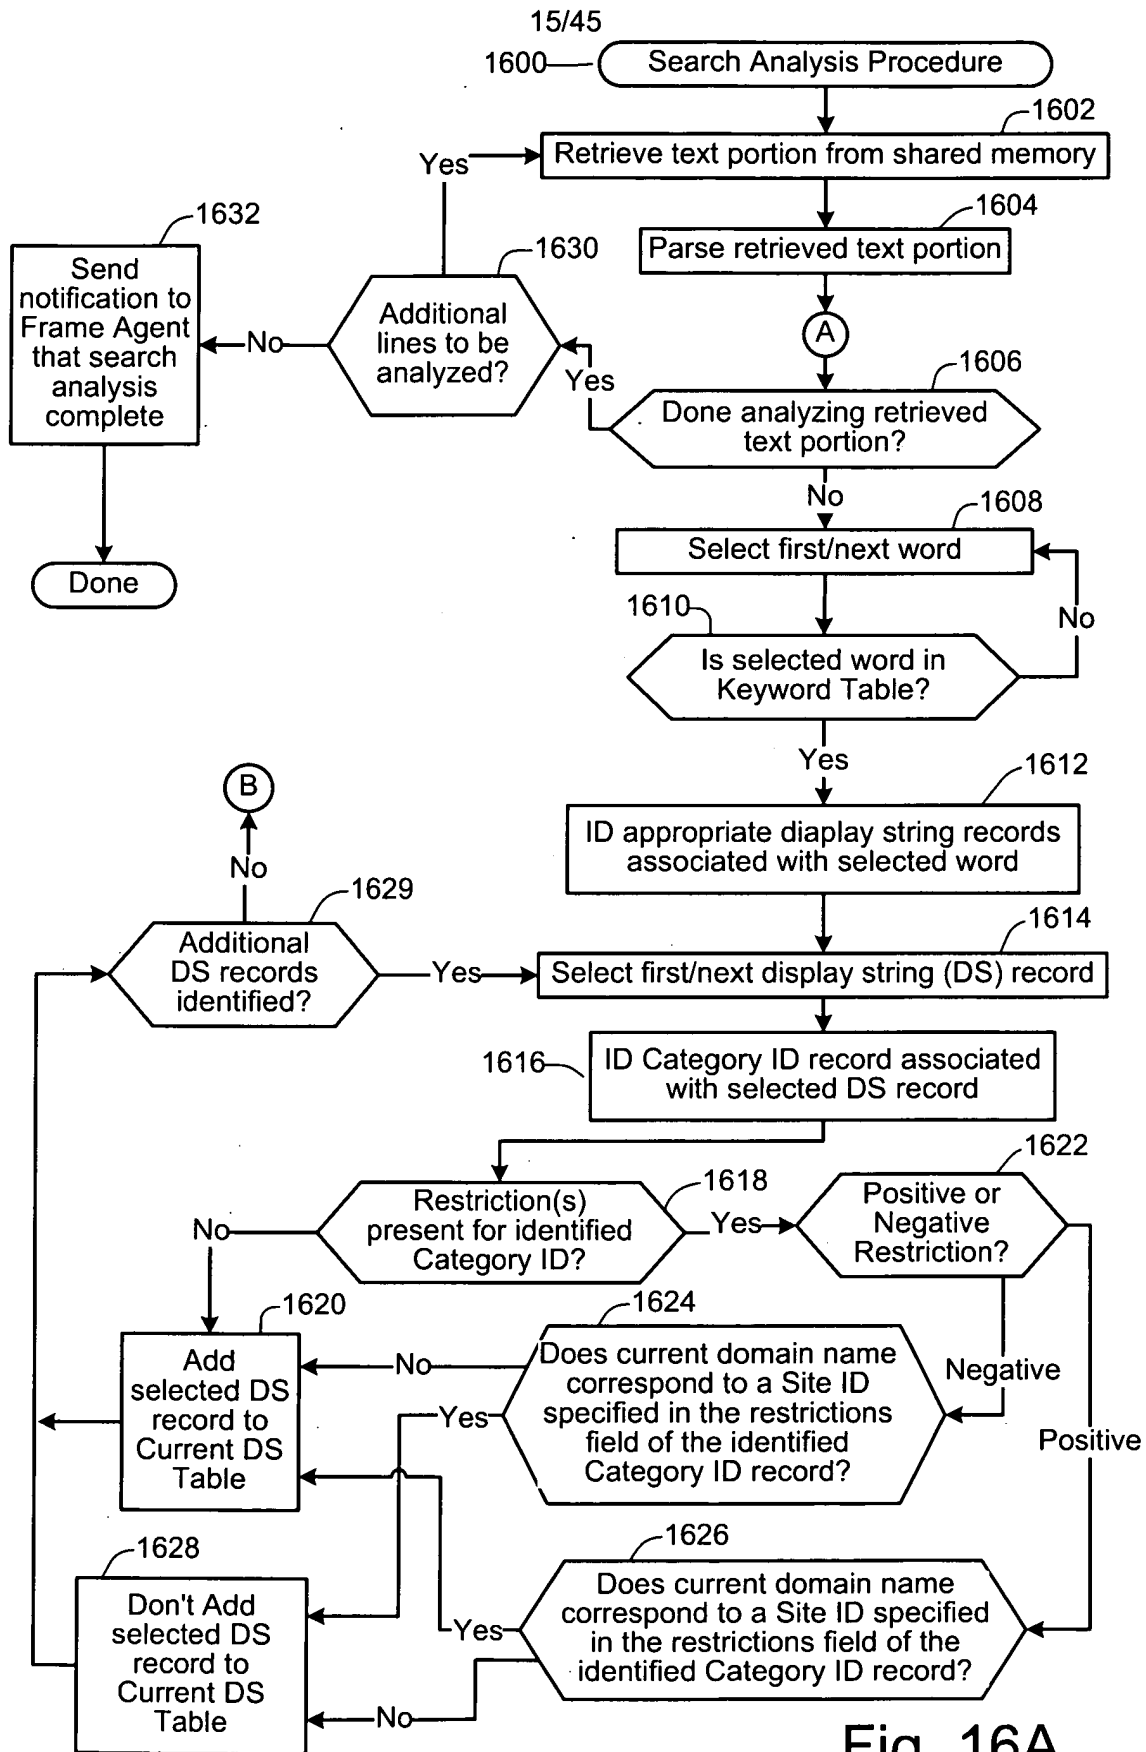 15/45
1600
Search Analysis Procedure
1602
Retrieve text portion from shared memory
Yes
1604
Parse retrieved text portion
A
1632
Send
notification to
Frame Agent
that search
analysis
complete
No
1630
Additional
lines to be
analyzed?
Yes
1606
Done analyzing retrieved
text portion?
No
1608
Select first/next word
Done
1610
Is selected word in
Keyword Table?
No
Yes
1612
ID appropriate diaplay string records
associated with selected word
B
No
1629
Additional
DS records
identified?
Yes
1614
Select first/next display string (DS) record
1616
ID Category ID record associated
with selected DS record
1618
Restriction(s)
present for identified
Category ID?
No
Yes
1622
Positive or
Negative
Restriction?
1620
Add
selected DS
record to
Current DS
Table
No
Yes
1624
Does current domain name
correspond to a Site ID
specified in the restrictions
field of the identified
Category ID record?
Negative
Positive
1628
Don't Add
selected DS
record to
Current DS
Table
Yes
No
1626
Does current domain name
correspond to a Site ID specified
in the restrictions field of the
identified Category ID record?
Fig. 16A